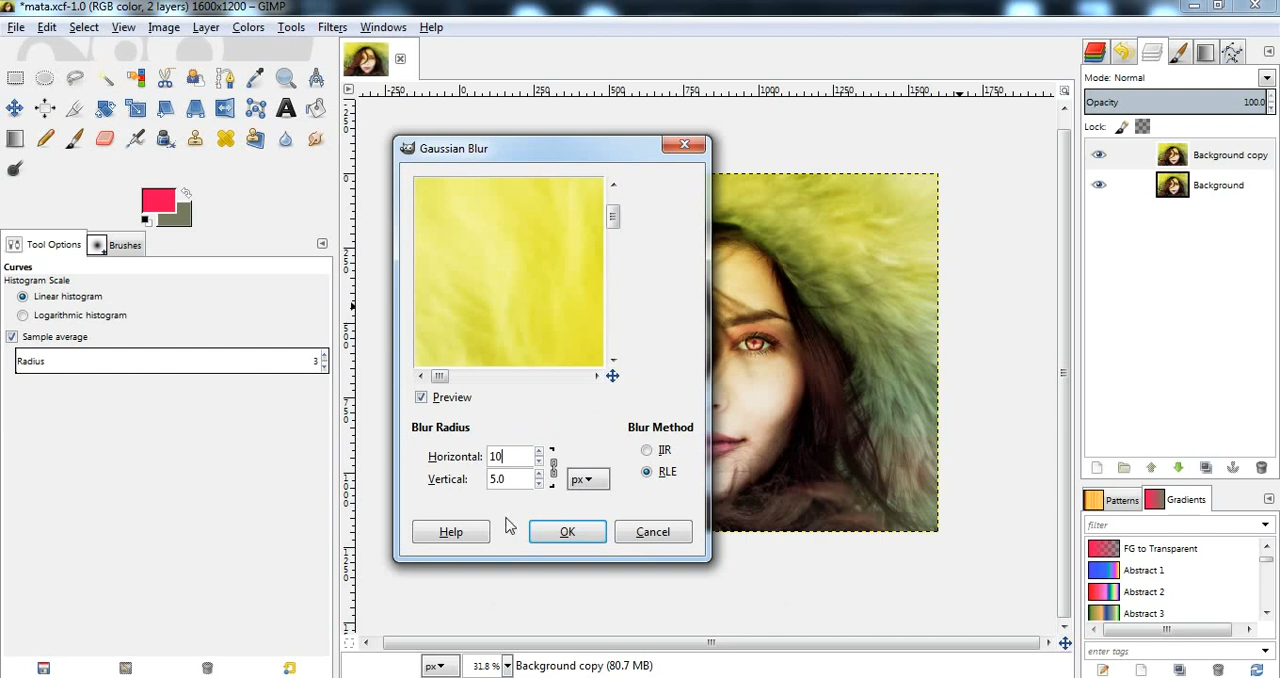 *mata.xcf-1.0 (RGB color, 2 layers) 1600x1200 – GIMP
File Edit Select View Image Layer Colors Tools Filters Windows Help
-250 0 250 500 750 1000 1250 1500 1750
Mode: Normal
Opacity 100.0
Lock:
Gaussian Blur
Background copy
Background
Tool Options Brushes
Curves
Histogram Scale
Linear histogram
Logarithmic histogram
Sample average
Radius 3
Preview
Blur Radius Blur Method
Horizontal: 10 IIR
Vertical: 5.0 px RLE
Help OK Cancel
Patterns Gradients
filter
FG to Transparent
Abstract 1
Abstract 2
Abstract 3
enter tags
px 31.8 % Background copy (80.7 MB)